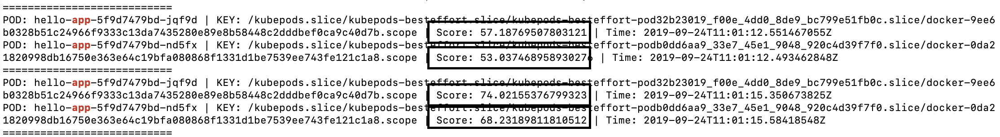 ===========================
POD: hello-app-5f9d7479bd-jqf9d | KEY: /kubepods.slice/kubepods-besteffort.slice/kubepods-besteffort-pod32b23019_f00e_4dd0_8de9_bc799e51fb0c.slice/docker-9ee6
b0328b51c24966f9333c13da7435280e89e8b58448c2dddbef0ca9c40d7b.scope | Score: 57.18769507803121 | Time: 2019-09-24T11:01:12.551467055Z
POD: hello-app-5f9d7479bd-nd5fx | KEY: /kubepods.slice/kubepods-besteffort.slice/kubepods-besteffort-podb0dd6aa9_33e7_45e1_9048_920c4d39f7f0.slice/docker-0da2
1820998db16750e363e64c19bfa080868f1331d1be7539ee743fe121c1a8.scope | Score: 53.037468958930276 | Time: 2019-09-24T11:01:12.493462848Z
===========================
POD: hello-app-5f9d7479bd-jqf9d | KEY: /kubepods.slice/kubepods-besteffort.slice/kubepods-besteffort-pod32b23019_f00e_4dd0_8de9_bc799e51fb0c.slice/docker-9ee6
b0328b51c24966f9333c13da7435280e89e8b58448c2dddbef0ca9c40d7b.scope | Score: 74.02155376799323 | Time: 2019-09-24T11:01:15.350673825Z
POD: hello-app-5f9d7479bd-nd5fx | KEY: /kubepods.slice/kubepods-besteffort.slice/kubepods-besteffort-podb0dd6aa9_33e7_45e1_9048_920c4d39f7f0.slice/docker-0da2
1820998db16750e363e64c19bfa080868f1331d1be7539ee743fe121c1a8.scope | Score: 68.23189811810512 | Time: 2019-09-24T11:01:15.58418548Z
===========================